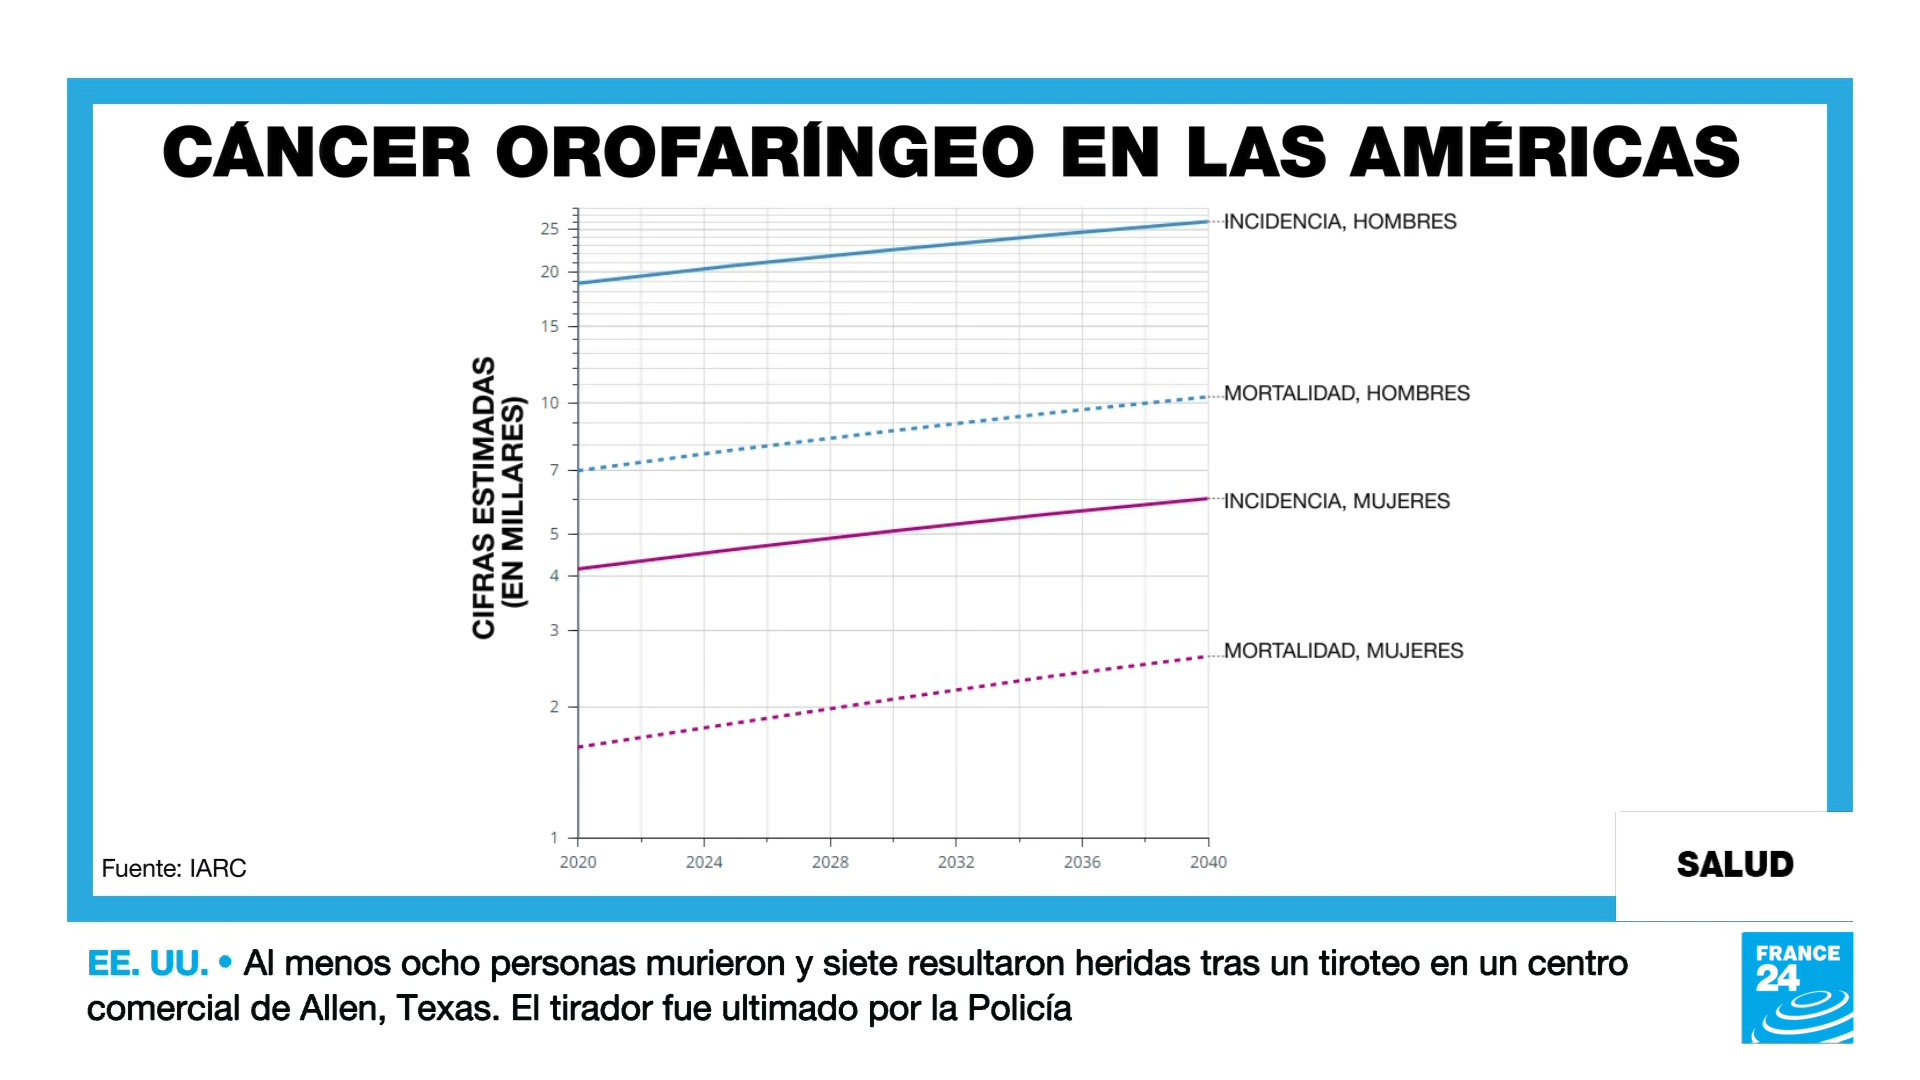 CÁNCER OROFARÍNGEO EN LAS AMÉRICAS
CIFRAS ESTIMADAS
(EN MILLARES)
25
20
15
10
7
5
4
3
2
1
2020
2024
2028
2032
2036
2040
INCIDENCIA, HOMBRES
MORTALIDAD, HOMBRES
INCIDENCIA, MUJERES
MORTALIDAD, MUJERES
Fuente: IARC
SALUD
EE. UU. • Al menos ocho personas murieron y siete resultaron heridas tras un tiroteo en un centro
comercial de Allen, Texas. El tirador fue ultimado por la Policía
FRANCE
24